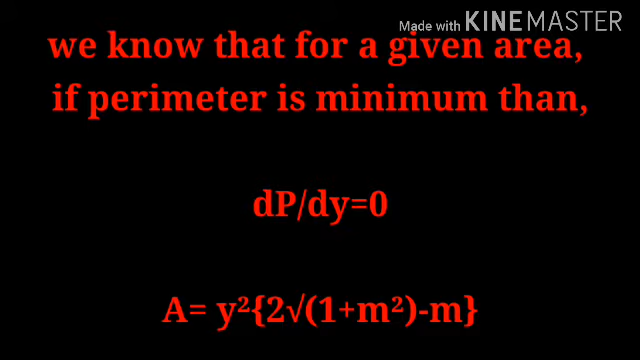 Made with KINEMASTER
we know that for a given area,
if perimeter is minimum than,
dP/dy=0
A= y²{2√(1+m²)-m}